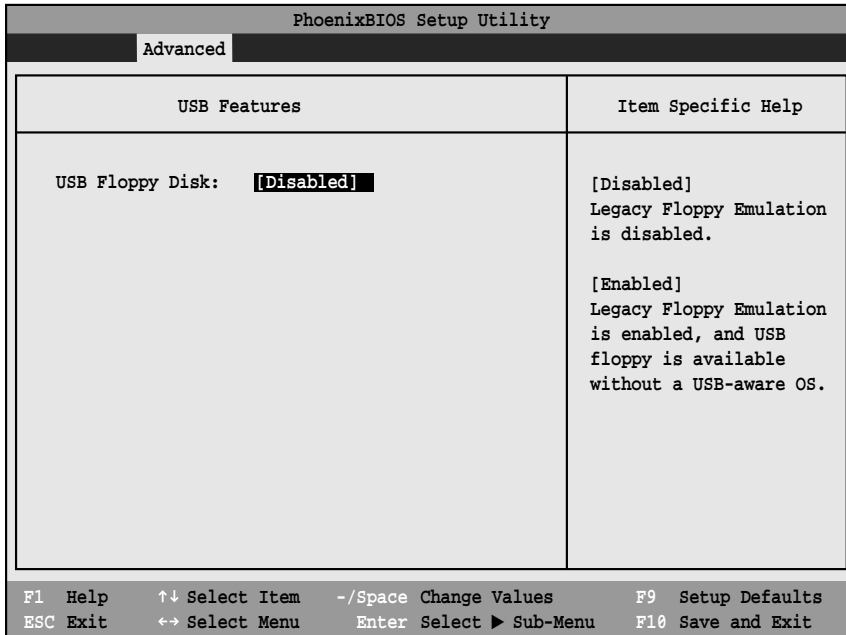 PhoenixBIOS Setup Utility
Advanced
USB Features
Item Specific Help
USB Floppy Disk: [Disabled]
[Disabled]
Legacy Floppy Emulation
is disabled.
[Enabled]
Legacy Floppy Emulation
is enabled, and USB
floppy is available
without a USB-aware OS.
F1 Help ↑↓ Select Item -/Space Change Values F9 Setup Defaults
ESC Exit ←→ Select Menu Enter Select ▶ Sub-Menu F10 Save and Exit